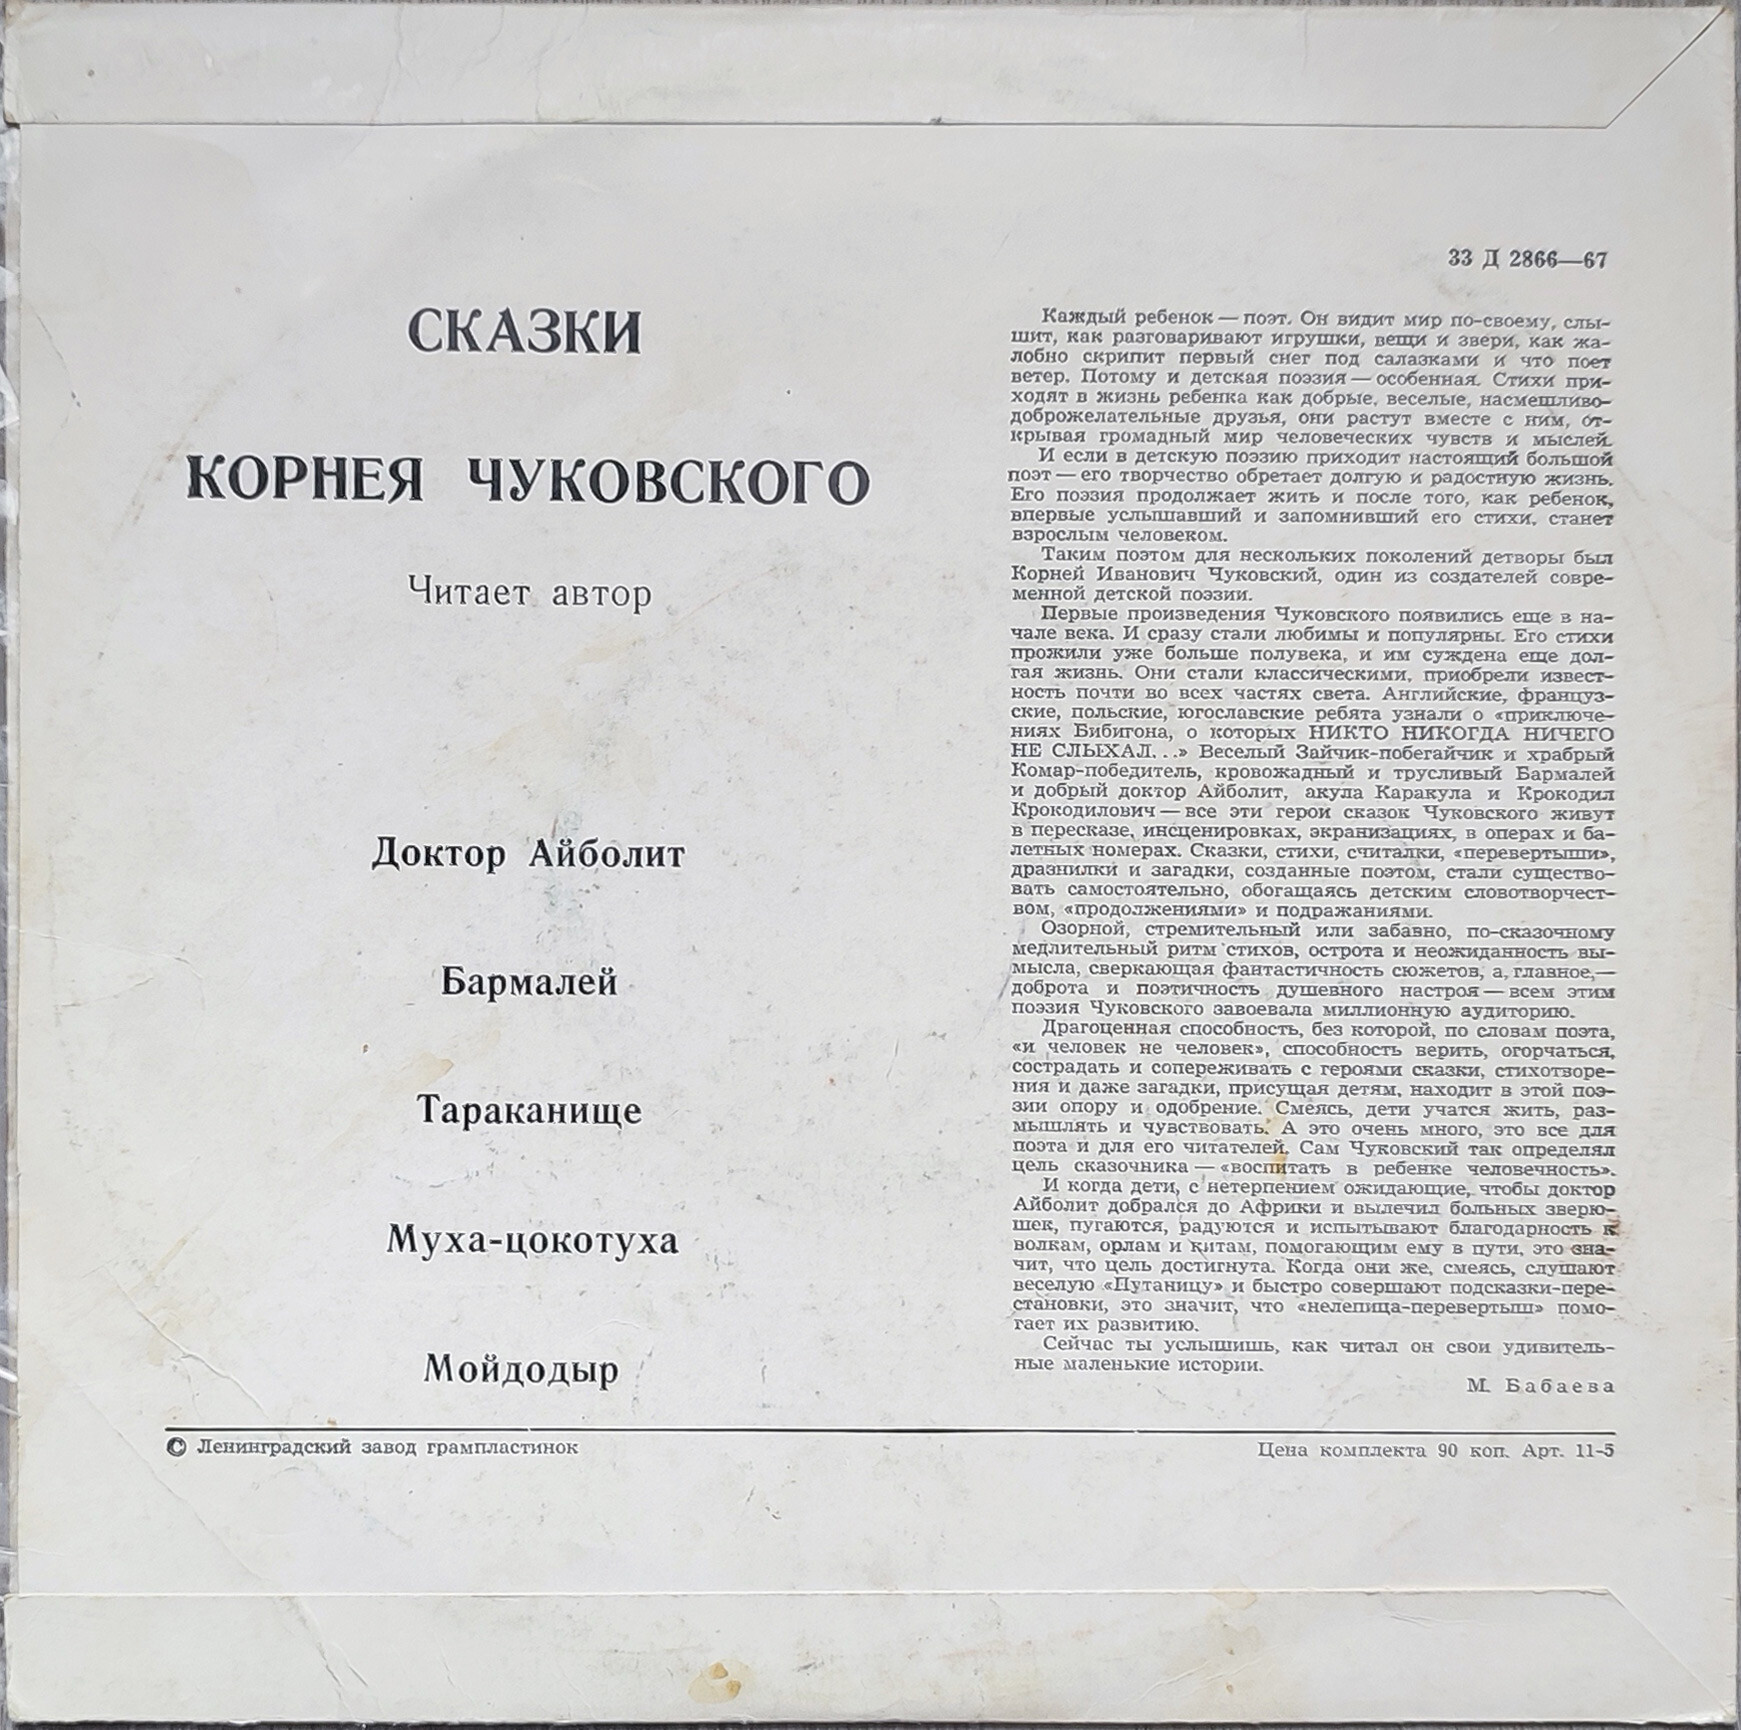 33 Д 2866—67
СКАЗКИ
КОРНЕЯ ЧУКОВСКОГО
Читает автор
Доктор Айболит
Бармалей
Тараканище
Муха-цокотуха
Мойдодыр
Каждый ребенок — поэт. Он видит мир по-своему, слы-
шит, как разговаривают игрушки, вещи и звери, как жа-
лобно скрипит первый снег под салазками и что поет
ветер. Потому и детская поэзия — особенная. Стихи при-
ходят в жизнь ребенка как добрые, веселые, насмешливо-
доброжелательные друзья, они растут вместе с ним, от-
крывая громадный мир человеческих чувств и мыслей.
И если в детскую поэзию приходит настоящий большой
поэт — его творчество обретает долгую и радостную жизнь.
Его поэзия продолжает жить и после того, как ребенок,
впервые услышавший и запомнивший его стихи, станет
взрослым человеком.
Таким поэтом для нескольких поколений детворы был
Корней Иванович Чуковский, один из создателей совре-
менной детской поэзии.
Первые произведения Чуковского появились еще в на-
чале века. И сразу стали любимы и популярны. Его стихи
прожили уже больше полувека, и им суждена еще дол-
гая жизнь. Они стали классическими, приобрели извест-
ность почти во всех частях света. Английские, француз-
ские, польские, югославские ребята узнали о «приключе-
ниях Бибигона, о которых НИКТО НИКОГДА НИЧЕГО
НЕ СЛЫХАЛ...» Веселый Зайчик-побегайчик и храбрый
Комар-победитель, кровожадный и трусливый Бармалей
и добрый доктор Айболит, акула Каракула и Крокодил
Крокодилович — все эти герои сказок Чуковского живут
в пересказе, инсценировках, экранизациях, в операх и ба-
летных номерах. Сказки, стихи, считалки, «перевертыши»,
дразнилки и загадки, созданные поэтом, стали существо-
вать самостоятельно, обогащаясь детским словотворчест-
вом, «продолжениями» и подражаниями.
Озорной, стремительный или забавно, по-сказочному
медлительный ритм стихов, острота и неожиданность вы-
мысла, сверкающая фантастичность сюжетов, а, главное,—
доброта и поэтичность душевного настроя — всем этим
поэзия Чуковского завоевала миллионную аудиторию.
Драгоценная способность, без которой, по словам поэта,
«и человек не человек», способность верить, огорчаться,
сострадать и сопереживать с героями сказки, стихотворе-
ния и даже загадки, присущая детям, находит в этой поэ-
зии опору и одобрение. Смеясь, дети учатся жить, раз-
мышлять и чувствовать. А это очень много, это все для
поэта и для его читателей. Сам Чуковский так определял
цель сказочника — «воспитать в ребенке человечность».
И когда дети, с нетерпением ожидающие, чтобы доктор
Айболит добрался до Африки и вылечил больных зверю-
шек, пугаются, радуются и испытывают благодарность к
волкам, орлам и китам, помогающим ему в пути, это зна-
чит, что цель достигнута. Когда они же, смеясь, слушают
веселую «Путаницу» и быстро совершают подсказки-пере-
становки, это значит, что «нелепица-перевертыш» помо-
гает их развитию.
Сейчас ты услышишь, как читал он свои удивитель-
ные маленькие истории.
М. Бабаева
© Ленинградский завод грампластинок
Цена комплекта 90 коп. Арт. 11-5